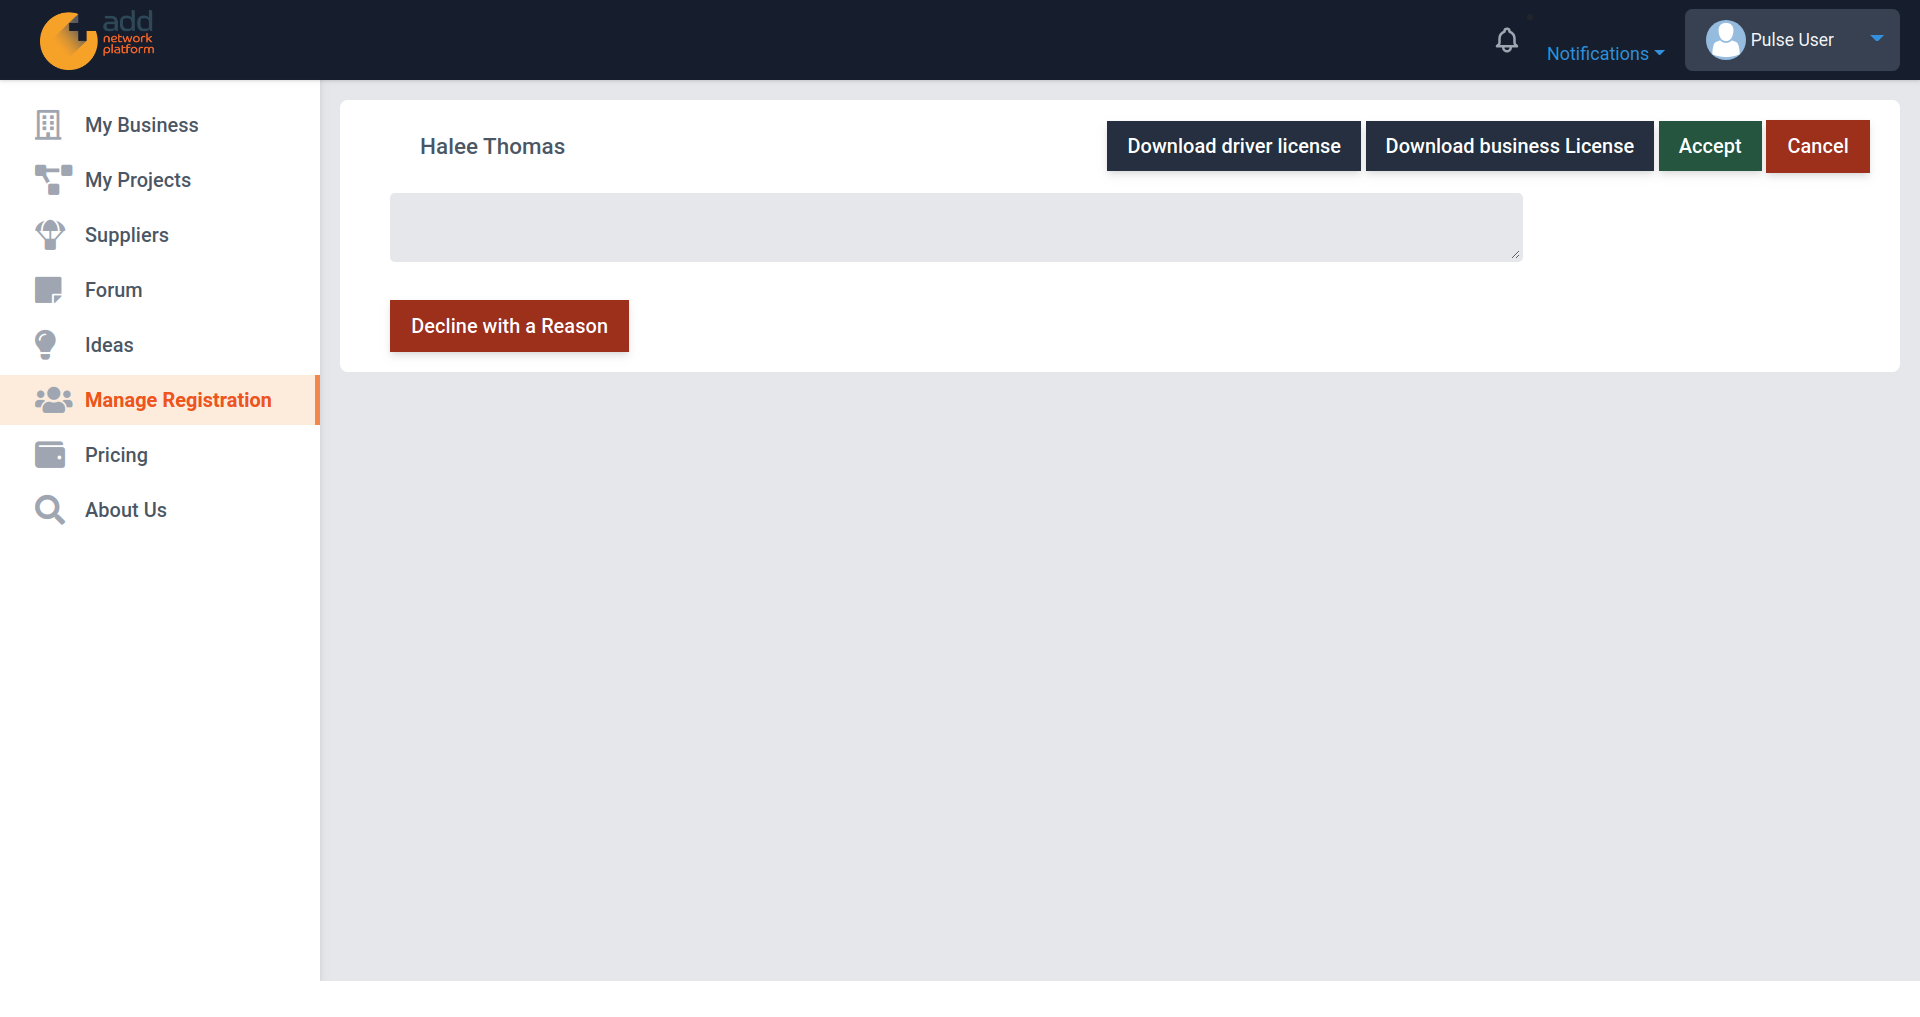 add
network
platform
Notifications
Pulse User
My Business
My Projects
Suppliers
Forum
Ideas
Manage Registration
Pricing
About Us
Halee Thomas
Download driver license
Download business License
Accept
Cancel
Decline with a Reason